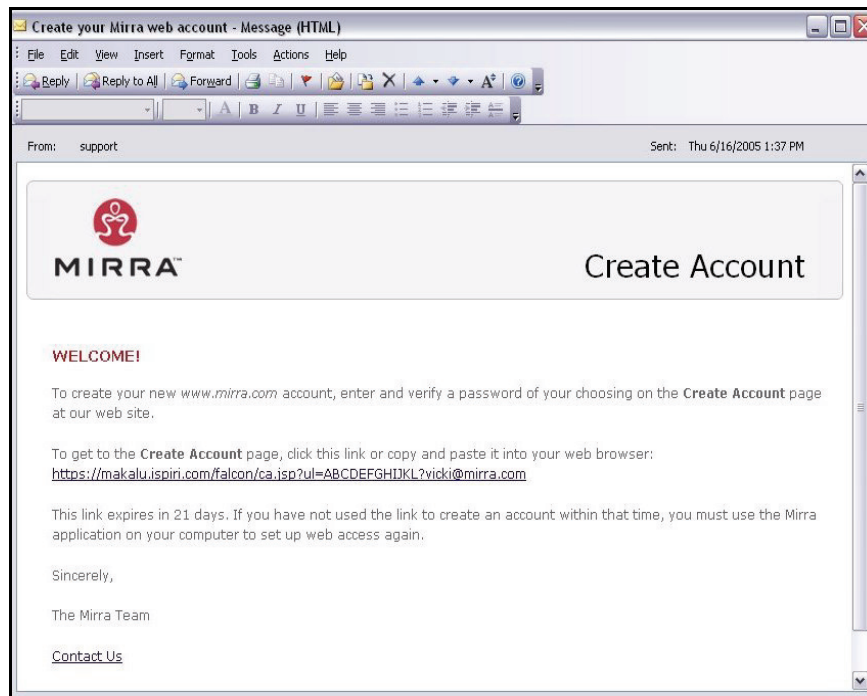 Create your Mirra web account - Message (HTML)
File Edit View Insert Format Tools Actions Help
Reply Reply to All Forward
A B I U
From: support Sent: Thu 6/16/2005 1:37 PM
MIRRA™
Create Account
WELCOME!
To create your new www.mirra.com account, enter and verify a password of your choosing on the Create Account page
at our web site.
To get to the Create Account page, click this link or copy and paste it into your web browser:
https://makalu.ispiri.com/falcon/ca.jsp?ul=ABCDEFGHIJKL?vicki@mirra.com
This link expires in 21 days. If you have not used the link to create an account within that time, you must use the Mirra
application on your computer to set up web access again.
Sincerely,
The Mirra Team
Contact Us